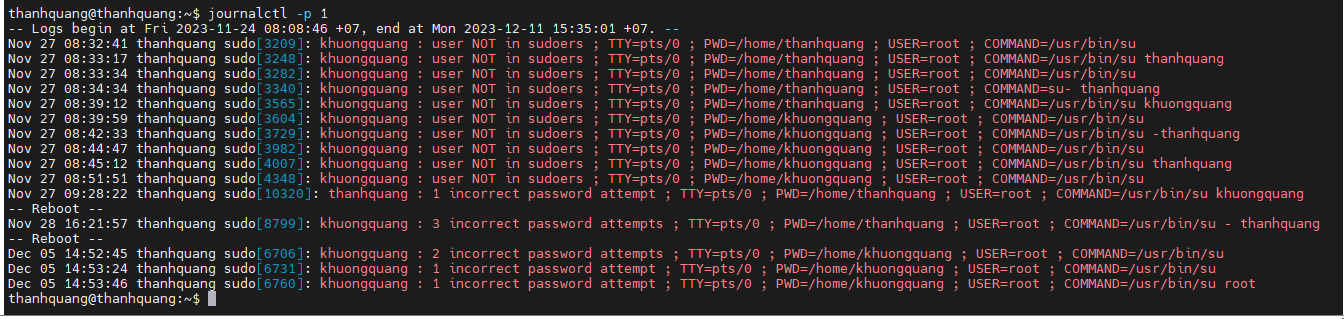 thanhquang@thanhquang:~$ journalctl -p 1
-- Logs begin at Fri 2023-11-24 08:08:46 +07, end at Mon 2023-12-11 15:35:01 +07. --
Nov 27 08:32:41 thanhquang sudo[3209]: khuongquang : user NOT in sudoers ; TTY=pts/0 ; PWD=/home/thanhquang ; USER=root ; COMMAND=/usr/bin/su
Nov 27 08:33:17 thanhquang sudo[3248]: khuongquang : user NOT in sudoers ; TTY=pts/0 ; PWD=/home/thanhquang ; USER=root ; COMMAND=/usr/bin/su thanhquang
Nov 27 08:33:34 thanhquang sudo[3282]: khuongquang : user NOT in sudoers ; TTY=pts/0 ; PWD=/home/thanhquang ; USER=root ; COMMAND=/usr/bin/su
Nov 27 08:34:34 thanhquang sudo[3340]: khuongquang : user NOT in sudoers ; TTY=pts/0 ; PWD=/home/thanhquang ; USER=root ; COMMAND=su- thanhquang
Nov 27 08:39:12 thanhquang sudo[3565]: khuongquang : user NOT in sudoers ; TTY=pts/0 ; PWD=/home/thanhquang ; USER=root ; COMMAND=/usr/bin/su khuongquang
Nov 27 08:39:59 thanhquang sudo[3604]: khuongquang : user NOT in sudoers ; TTY=pts/0 ; PWD=/home/khuongquang ; USER=root ; COMMAND=/usr/bin/su
Nov 27 08:42:33 thanhquang sudo[3729]: khuongquang : user NOT in sudoers ; TTY=pts/0 ; PWD=/home/khuongquang ; USER=root ; COMMAND=/usr/bin/su -thanhquang
Nov 27 08:44:47 thanhquang sudo[3982]: khuongquang : user NOT in sudoers ; TTY=pts/0 ; PWD=/home/khuongquang ; USER=root ; COMMAND=/usr/bin/su
Nov 27 08:45:12 thanhquang sudo[4007]: khuongquang : user NOT in sudoers ; TTY=pts/0 ; PWD=/home/khuongquang ; USER=root ; COMMAND=/usr/bin/su thanhquang
Nov 27 08:51:51 thanhquang sudo[4348]: khuongquang : user NOT in sudoers ; TTY=pts/0 ; PWD=/home/khuongquang ; USER=root ; COMMAND=/usr/bin/su
Nov 27 09:28:22 thanhquang sudo[10320]: thanhquang : 1 incorrect password attempt ; TTY=pts/0 ; PWD=/home/thanhquang ; USER=root ; COMMAND=/usr/bin/su khuongquang
-- Reboot --
Nov 28 16:21:57 thanhquang sudo[8799]: khuongquang : 3 incorrect password attempts ; TTY=pts/0 ; PWD=/home/thanhquang ; USER=root ; COMMAND=/usr/bin/su - thanhquang
-- Reboot --
Dec 05 14:52:45 thanhquang sudo[6706]: khuongquang : 2 incorrect password attempts ; TTY=pts/0 ; PWD=/home/khuongquang ; USER=root ; COMMAND=/usr/bin/su
Dec 05 14:53:24 thanhquang sudo[6731]: khuongquang : 1 incorrect password attempt ; TTY=pts/0 ; PWD=/home/khuongquang ; USER=root ; COMMAND=/usr/bin/su
Dec 05 14:53:46 thanhquang sudo[6760]: khuongquang : 1 incorrect password attempt ; TTY=pts/0 ; PWD=/home/khuongquang ; USER=root ; COMMAND=/usr/bin/su root
thanhquang@thanhquang:~$